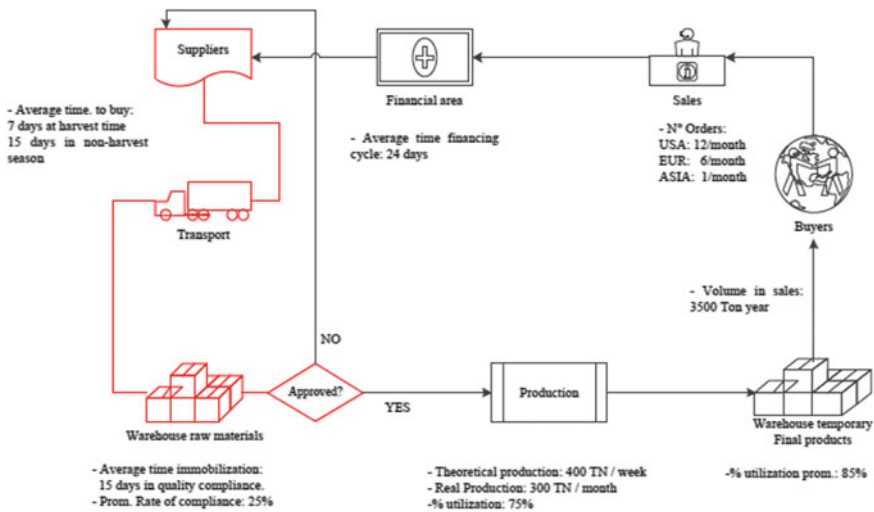 Suppliers
- Average time. to buy:
7 days at harvest time
15 days in non-harvest
season
Financial area
- Average time financing
cycle: 24 days
Sales
- N° Orders:
USA: 12/month
EUR: 6/month
ASIA: 1/month
Buyers
Transport
- Volume in sales:
3500 Ton year
NO
Approved?
YES
Production
Warehouse raw materials
Warehouse temporary
Final products
- Average time immobilization:
15 days in quality compliance.
- Prom. Rate of compliance: 25%
- Theoretical production: 400 TN / week
- Real Production: 300 TN / month
-% utilization: 75%
-% utilization prom.: 85%